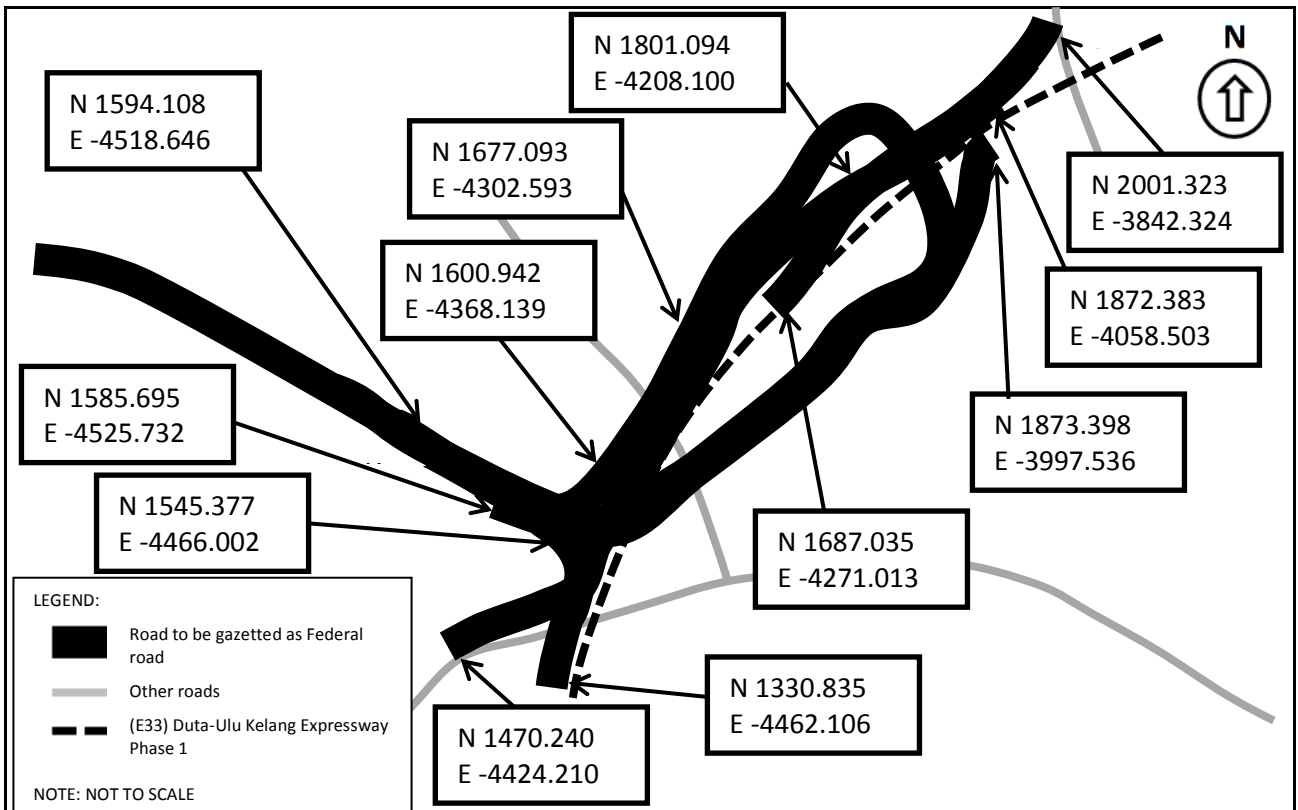 N 1801.094
E -4208.100
N
N 1594.108
E -4518.646
N 1677.093
E -4302.593
N 2001.323
E -3842.324
N 1600.942
E -4368.139
N 1872.383
E -4058.503
N 1585.695
E -4525.732
N 1873.398
E -3997.536
N 1545.377
E -4466.002
N 1687.035
E -4271.013
LEGEND:
Road to be gazetted as Federal
road
Other roads
(E33) Duta-Ulu Kelang Expressway
Phase 1
NOTE: NOT TO SCALE
N 1330.835
E -4462.106
N 1470.240
E -4424.210